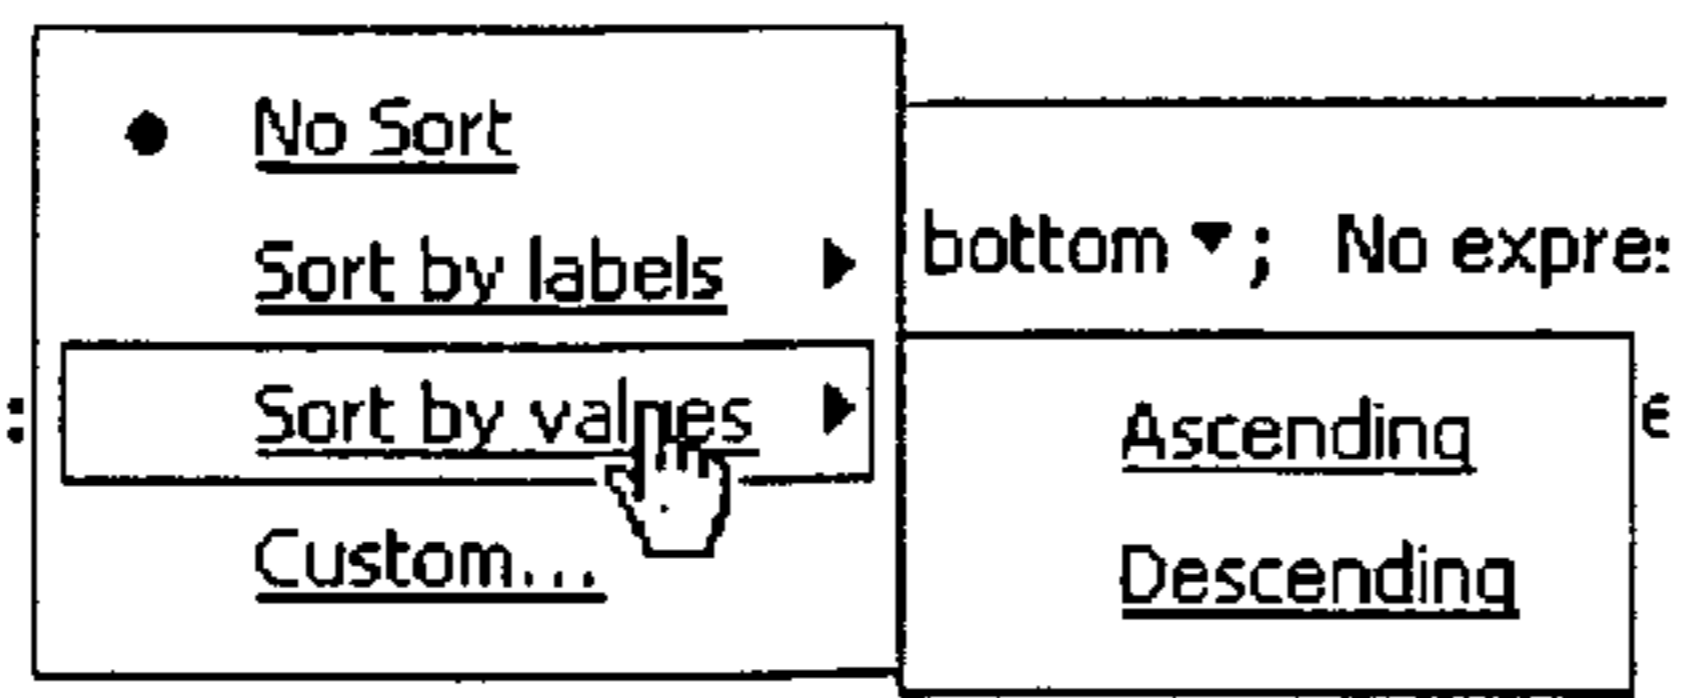 No Sort
Sort by labels
bottom ▼; No expre
Sort by values
Ascending
Custom...
Descending